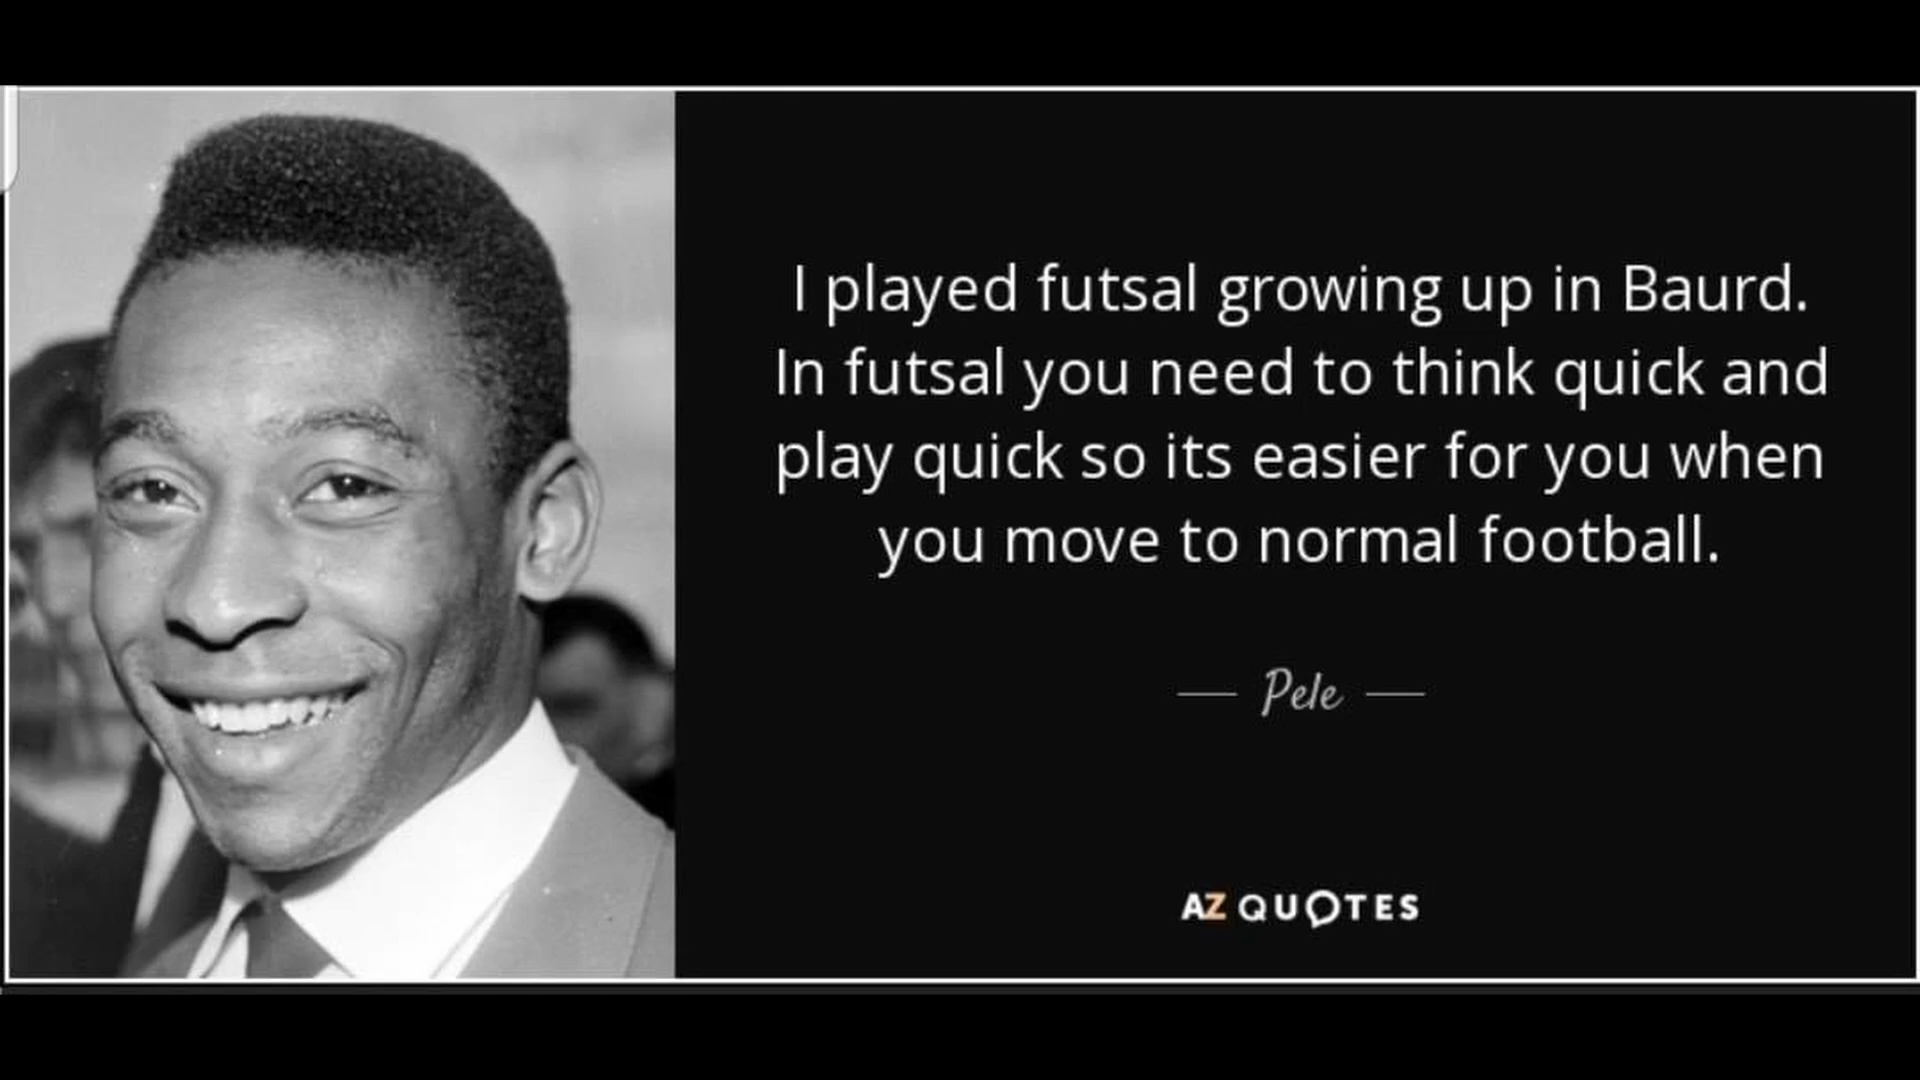 I played futsal growing up in Baurd.
In futsal you need to think quick and
play quick so its easier for you when
you move to normal football.
Pele
AZ QUOTES